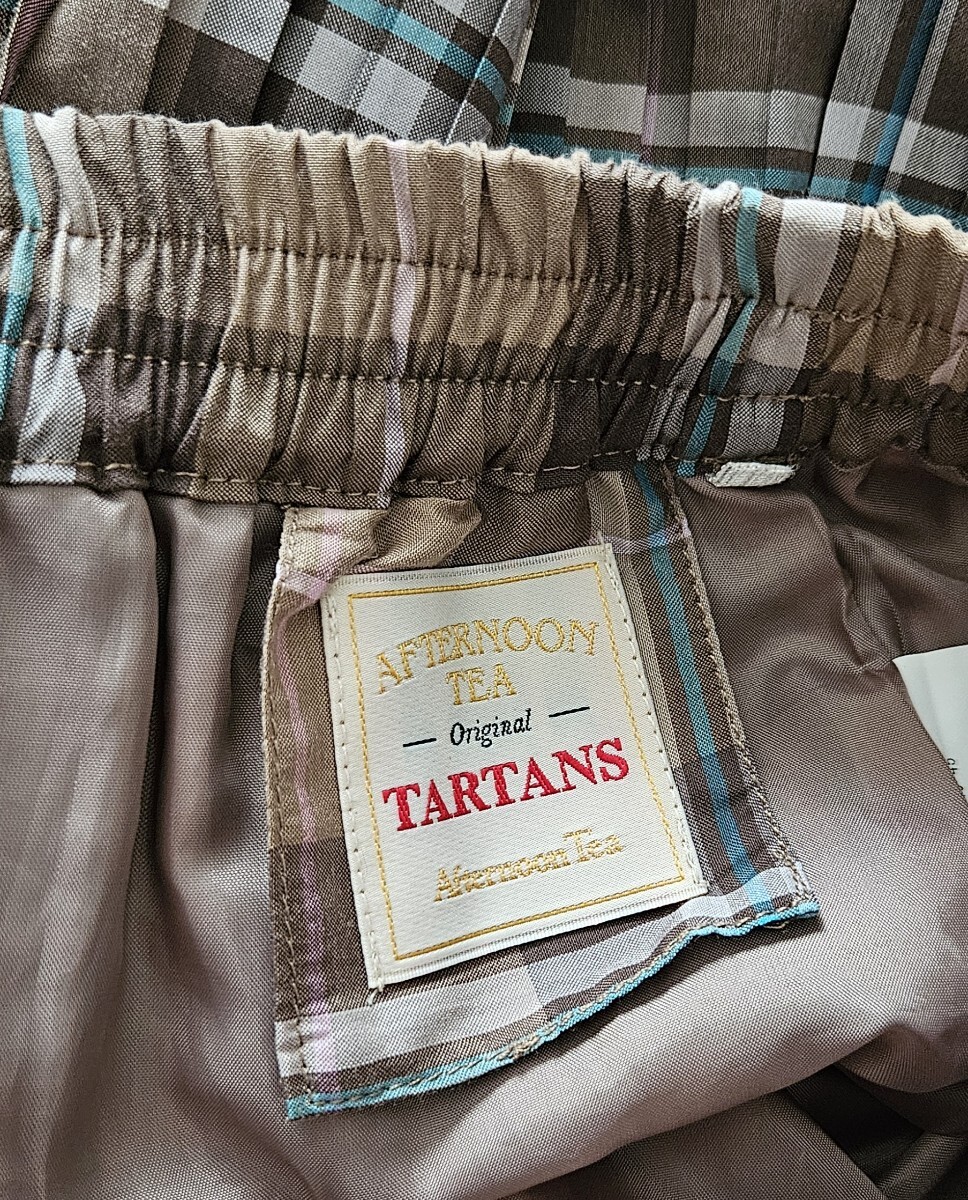 AFTERNOON
TEA
— Original —
TARTANS
Afternoon Tea